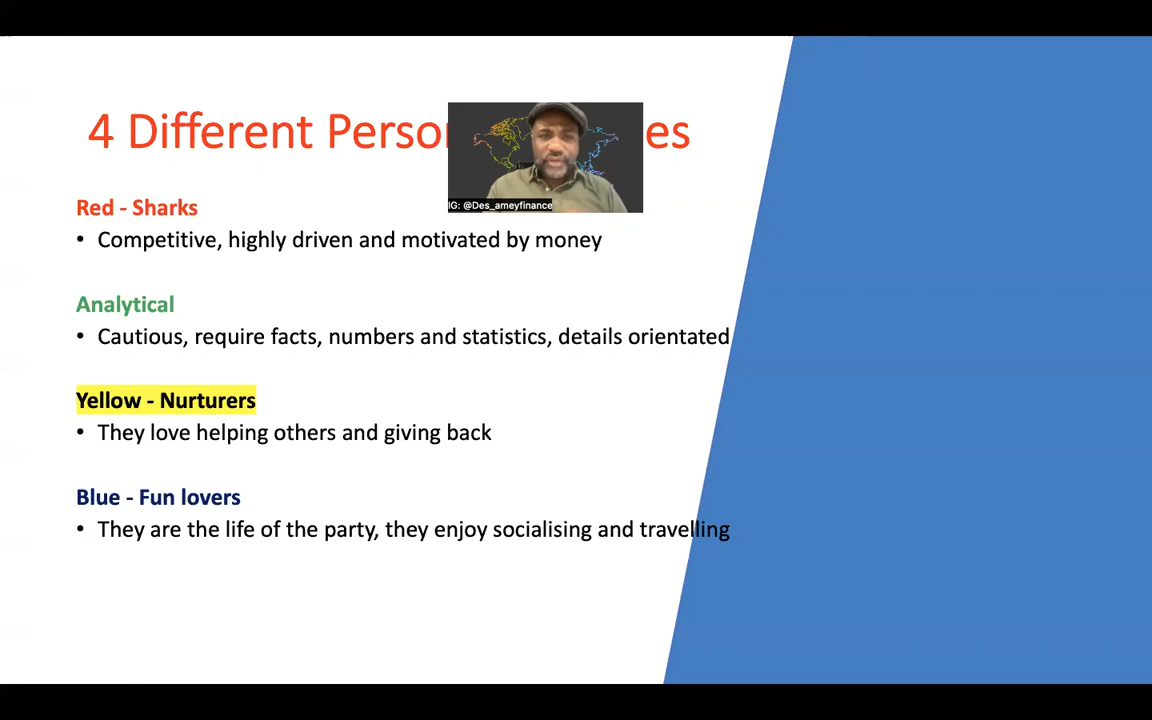 4 Different es
Red - Sharks
IG: @Des_ameyfinance
• Competitive, highly driven and motivated by money
Analytical
• Cautious, require facts, numbers and statistics, details orientated
Yellow - Nurturers
• They love helping others and giving back
Blue - Fun lovers
• They are the life of the party, they enjoy socialising and travelling